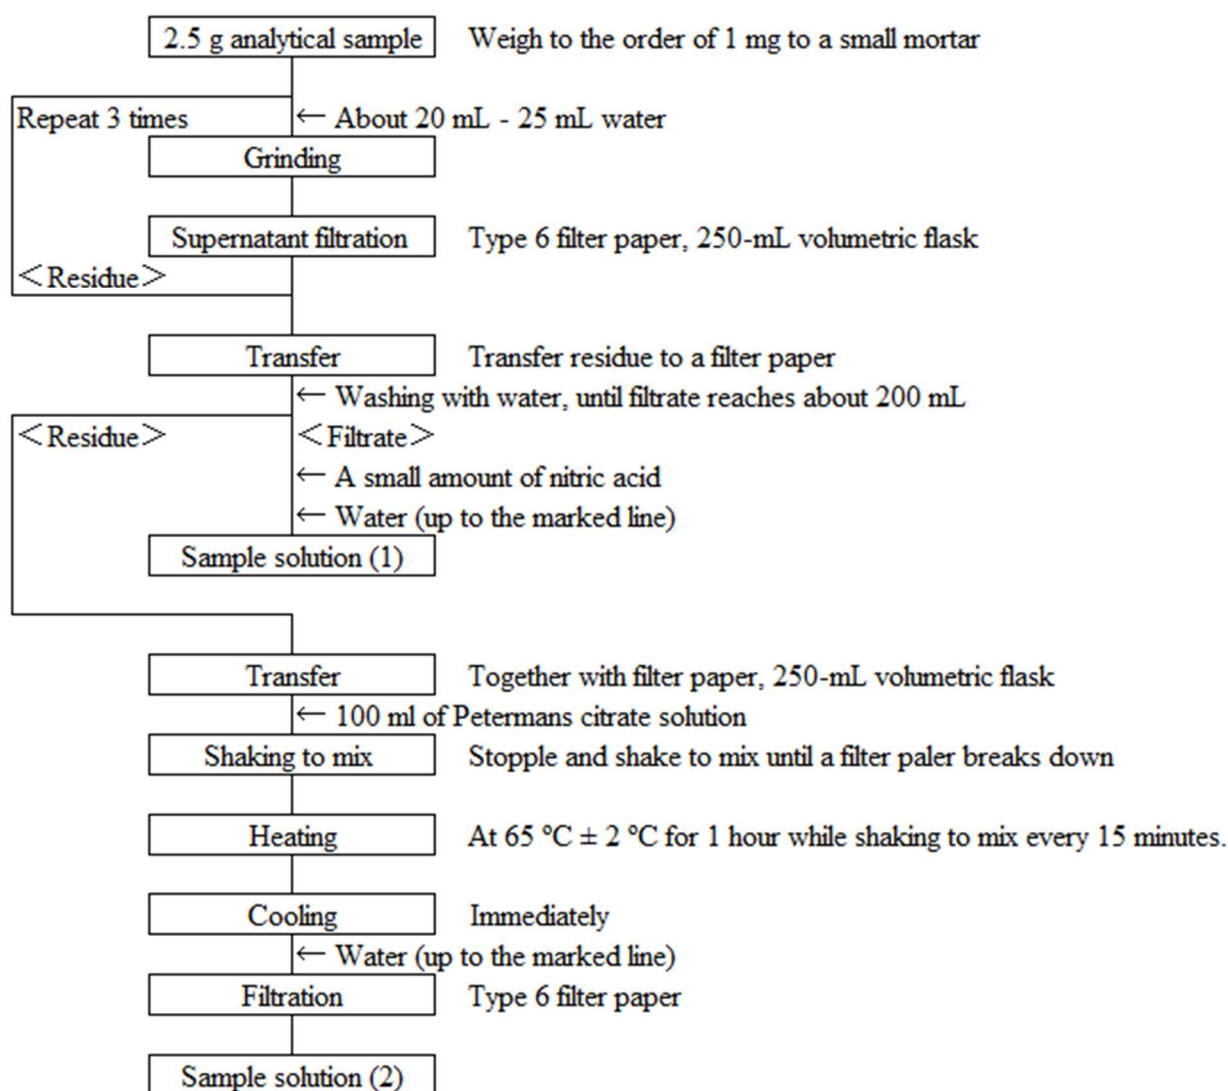 2.5 g analytical sample Weigh to the order of 1 mg to a small mortar
Repeat 3 times ← About 20 mL - 25 mL water
Grinding
Supernatant filtration Type 6 filter paper, 250-mL volumetric flask
＜Residue＞
Transfer Transfer residue to a filter paper
← Washing with water, until filtrate reaches about 200 mL
＜Residue＞ ＜Filtrate＞
← A small amount of nitric acid
← Water (up to the marked line)
Sample solution (1)
Transfer Together with filter paper, 250-mL volumetric flask
← 100 ml of Petermans citrate solution
Shaking to mix Stopple and shake to mix until a filter paler breaks down
Heating At 65 ºC ± 2 ºC for 1 hour while shaking to mix every 15 minutes.
Cooling Immediately
← Water (up to the marked line)
Filtration Type 6 filter paper
Sample solution (2)